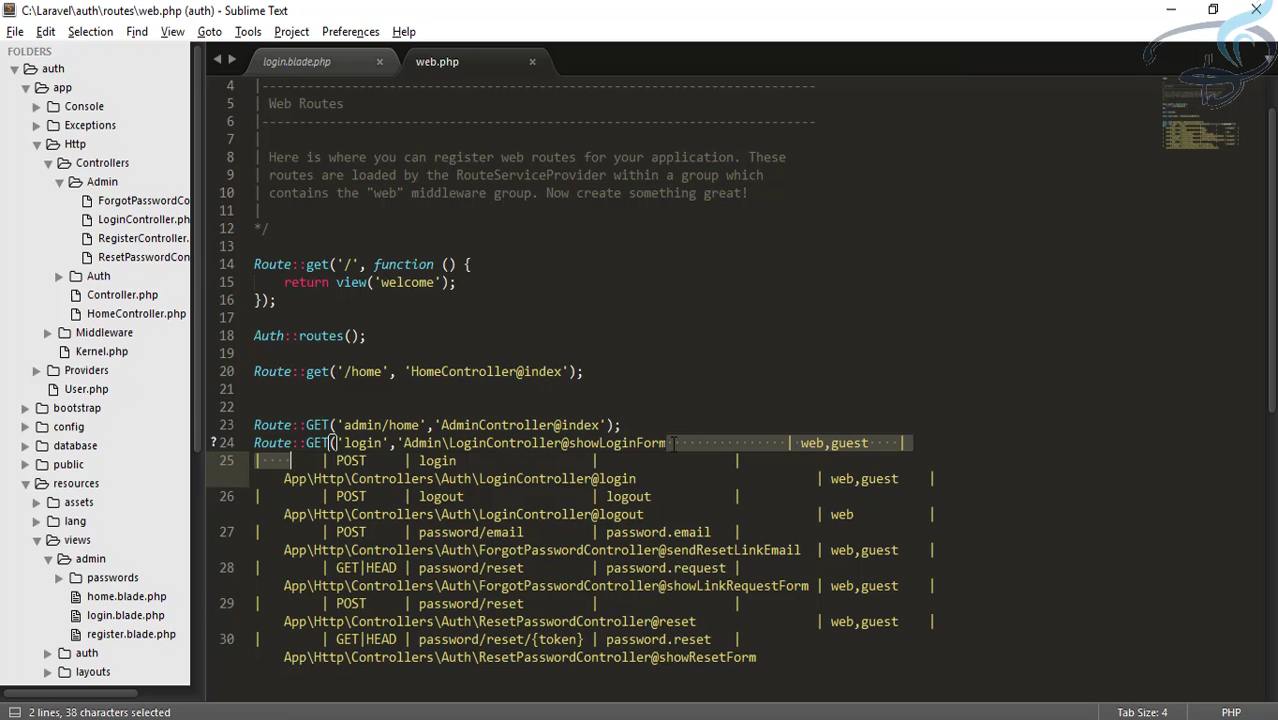 C:\Laravel\auth\routes\web.php (auth) - Sublime Text
File Edit Selection Find View Goto Tools Project Preferences Help
FOLDERS
auth
app
Console
Exceptions
Http
Controllers
Admin
ForgotPasswordCo
LoginController.ph
RegisterController.
ResetPasswordCon
Auth
Controller.php
HomeController.php
Middleware
Kernel.php
Providers
User.php
bootstrap
config
database
public
resources
assets
lang
views
admin
passwords
home.blade.php
login.blade.php
register.blade.php
auth
layouts
login.blade.php × web.php ×
4 |--------------------------------------------------------------------------
5 | Web Routes
6 |--------------------------------------------------------------------------
7 |
8 | Here is where you can register web routes for your application. These
9 | routes are loaded by the RouteServiceProvider within a group which
10 | contains the "web" middleware group. Now create something great!
11 |
12 */
13
14 Route::get('/', function () {
15 return view('welcome');
16 });
17
18 Auth::routes();
19
20 Route::get('/home', 'HomeController@index');
21
22
23 Route::GET('admin/home','AdminController@index');
24 Route::GET('login','Admin\LoginController@showLoginForm | web,guest |
25 | | POST | login | |
App\Http\Controllers\Auth\LoginController@login | web,guest |
26 | | POST | logout | logout |
App\Http\Controllers\Auth\LoginController@logout | web |
27 | | POST | password/email | password.email |
App\Http\Controllers\Auth\ForgotPasswordController@sendResetLinkEmail | web,guest |
28 | | GET|HEAD | password/reset | password.request |
App\Http\Controllers\Auth\ForgotPasswordController@showLinkRequestForm | web,guest |
29 | | POST | password/reset | |
App\Http\Controllers\Auth\ResetPasswordController@reset | web,guest |
30 | | GET|HEAD | password/reset/{token} | password.reset |
App\Http\Controllers\Auth\ResetPasswordController@showResetForm
2 lines, 38 characters selected Tab Size: 4 PHP